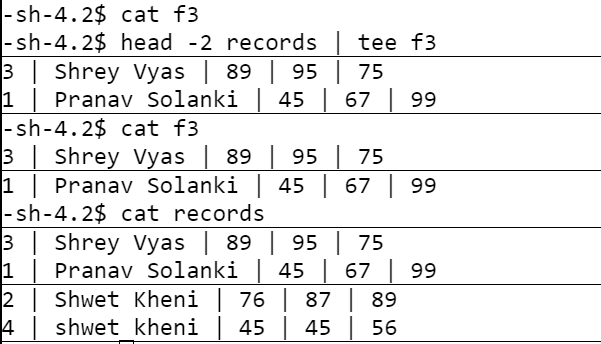 -sh-4.2$ cat f3
-sh-4.2$ head -2 records | tee f3
3 | Shrey Vyas | 89 | 95 | 75
1 | Pranav Solanki | 45 | 67 | 99
-sh-4.2$ cat f3
3 | Shrey Vyas | 89 | 95 | 75
1 | Pranav Solanki | 45 | 67 | 99
-sh-4.2$ cat records
3 | Shrey Vyas | 89 | 95 | 75
1 | Pranav Solanki | 45 | 67 | 99
2 | Shwet Kheni | 76 | 87 | 89
4 | shwet kheni | 45 | 45 | 56